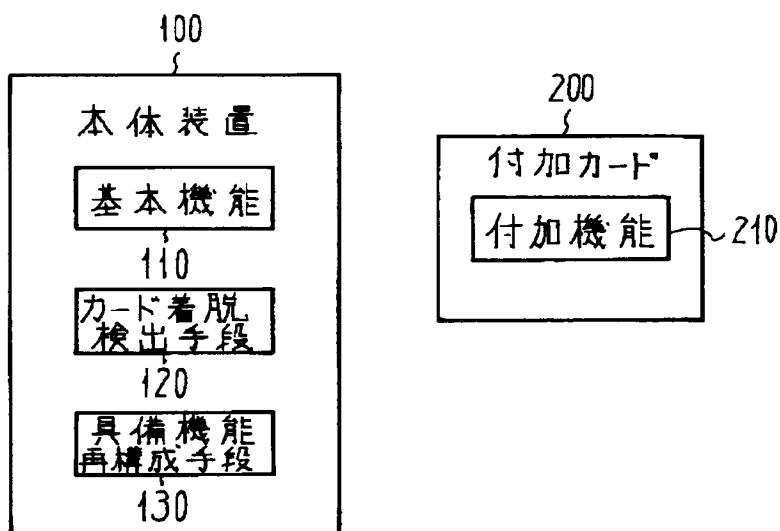 100
本体装置
基本機能
110
カード着脱
検出手段
120
具備機能
再構成手段
130
200
付加カード
付加機能
210